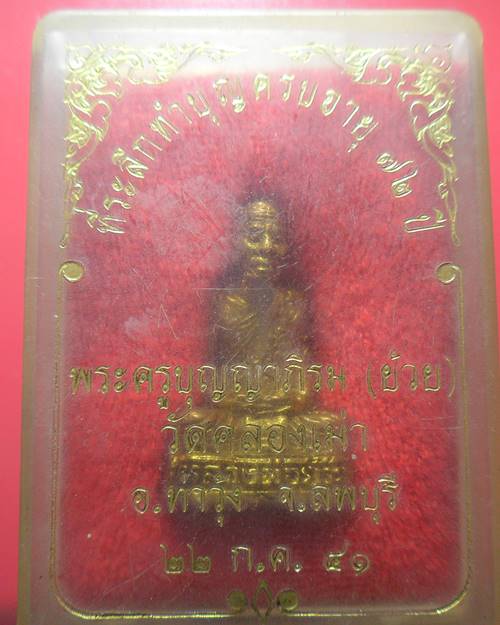 ที่ระลึกทำบุญครบอายุ ๗๒ ปี
พระครูบุญญาภิรม (ย้วย)
วัดคลองเม่า
อ.ท่าวุ้ง จ.ลพบุรี
๒๒ ก.ค. ๕๑